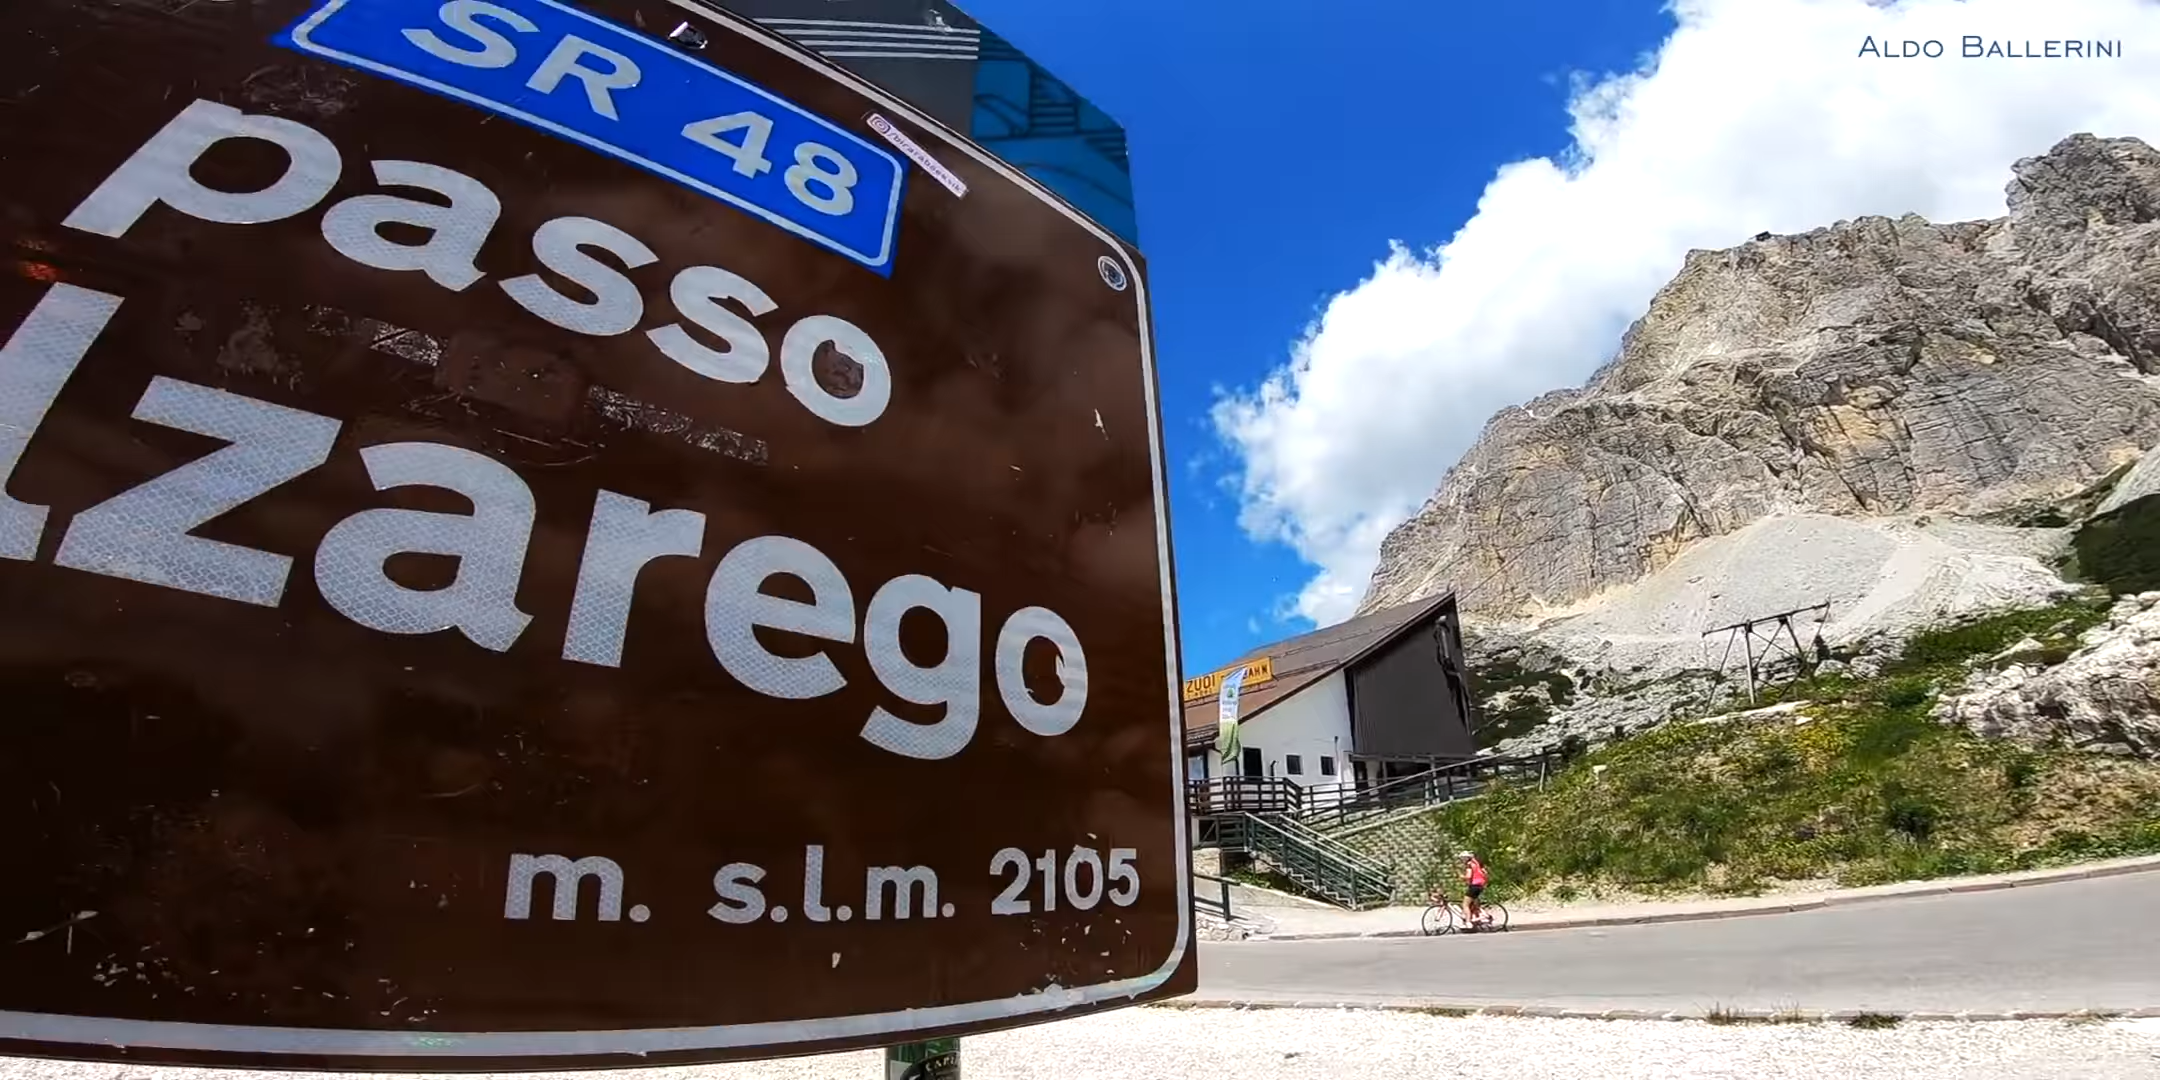 SR 48
passo
lzarego
m. s.l.m. 2105
ALDO BALLERINI